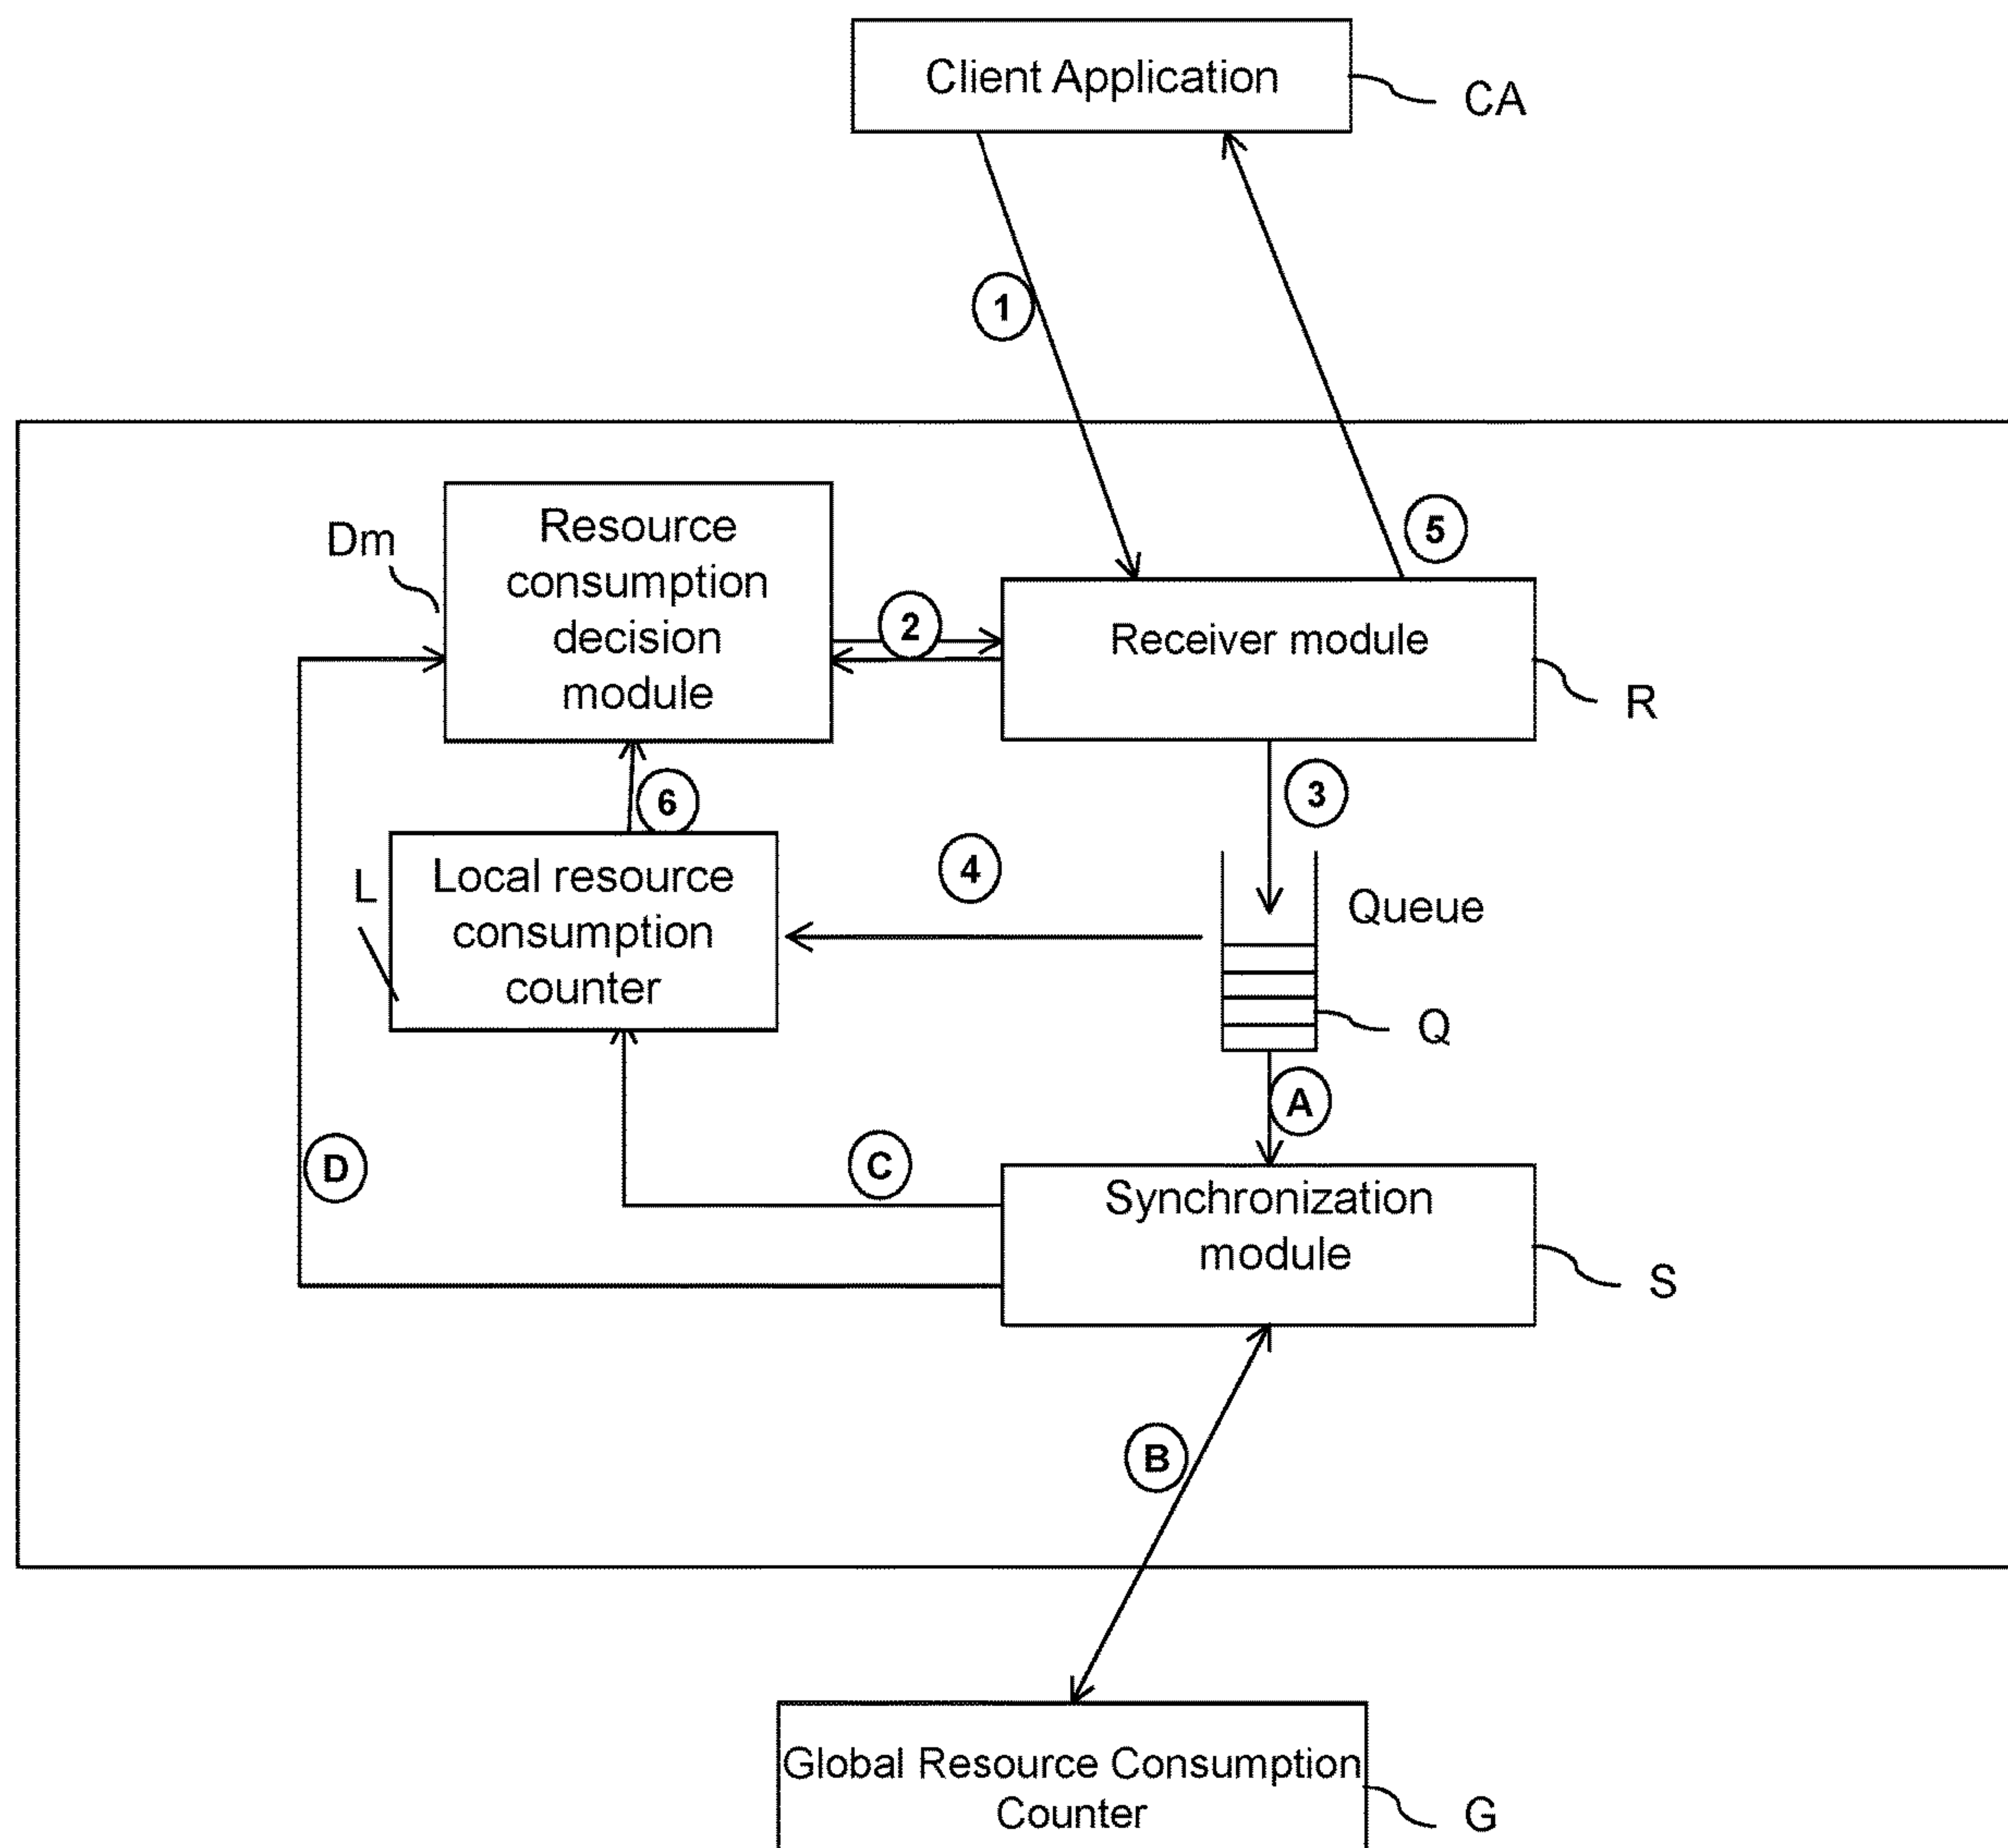 Client Application
CA
1
5
Dm
Resource
consumption
decision
module
2
Receiver module
R
6
3
L
Local resource
consumption
counter
4
Queue
Q
A
D
C
Synchronization
module
S
B
Global Resource Consumption
Counter
G